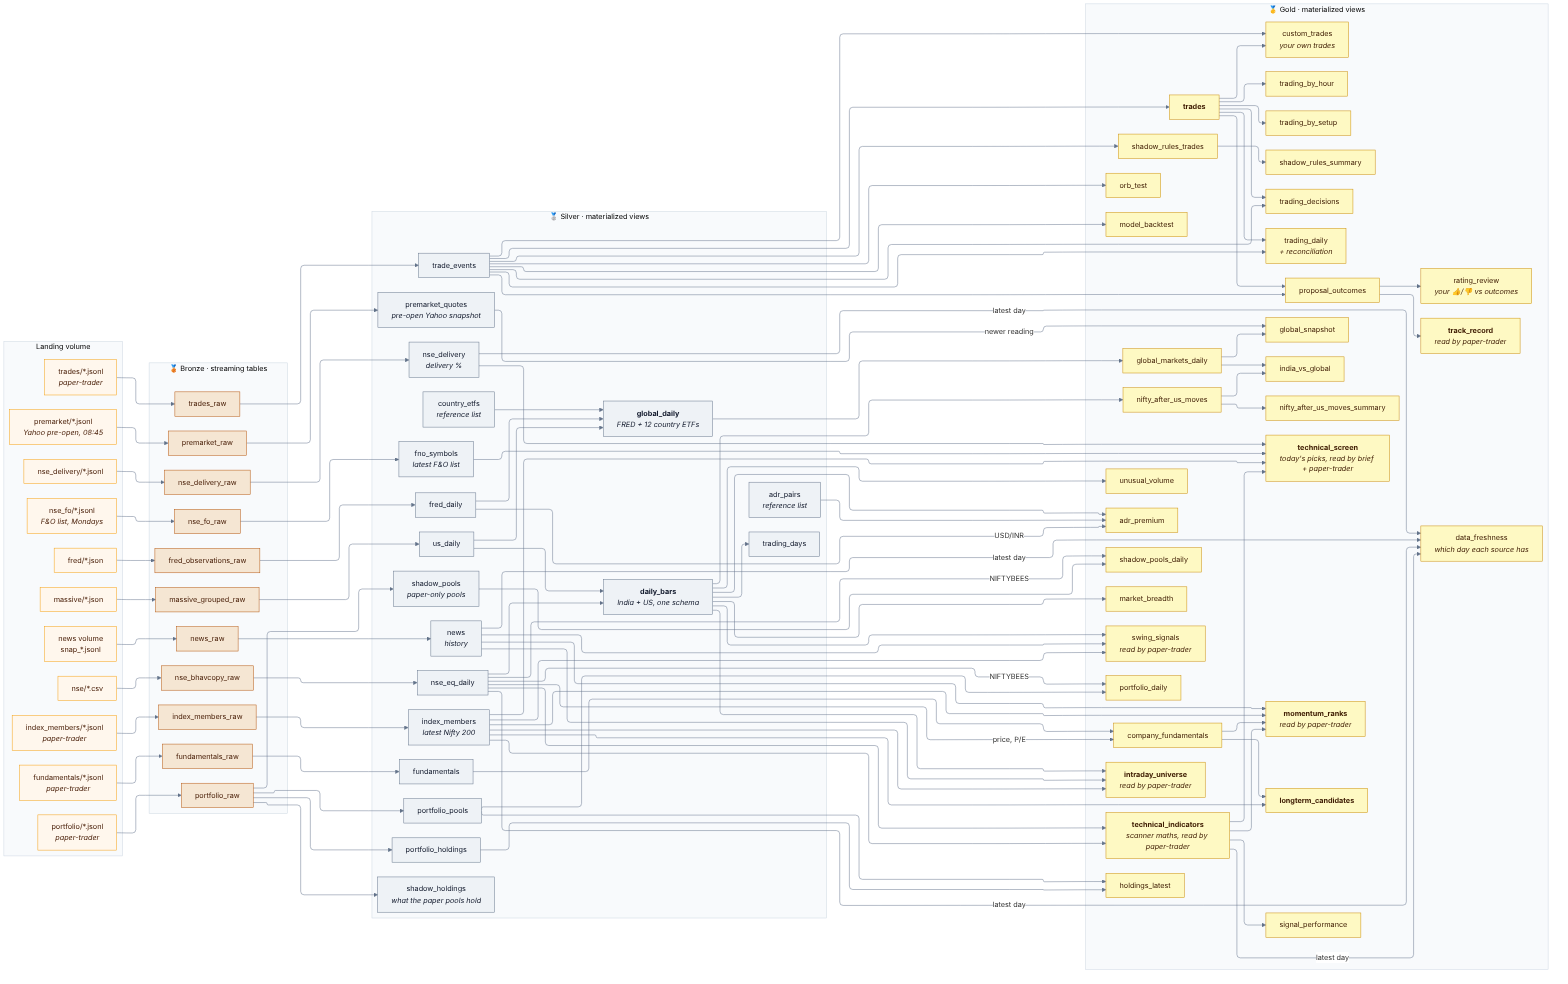 Landing volume
trades/*.jsonl
paper-trader
premarket/*.jsonl
Yahoo pre-open, 08:45
nse_delivery/*.jsonl
nse_fo/*.jsonl
F&O list, Mondays
fred/*.json
massive/*.json
news volume
snap_*.jsonl
nse/*.csv
index_members/*.jsonl
paper-trader
fundamentals/*.jsonl
paper-trader
portfolio/*.jsonl
paper-trader
🥉 Bronze · streaming tables
trades_raw
premarket_raw
nse_delivery_raw
nse_fo_raw
fred_observations_raw
massive_grouped_raw
news_raw
nse_bhavcopy_raw
index_members_raw
fundamentals_raw
portfolio_raw
🥈 Silver · materialized views
trade_events
premarket_quotes
pre-open Yahoo snapshot
nse_delivery
delivery %
country_etfs
reference list
fno_symbols
latest F&O list
fred_daily
us_daily
shadow_pools
paper-only pools
news
history
nse_eq_daily
index_members
latest Nifty 200
fundamentals
portfolio_pools
portfolio_holdings
shadow_holdings
what the paper pools hold
global_daily
FRED + 12 country ETFs
daily_bars
India + US, one schema
adr_pairs
reference list
trading_days
latest day
newer reading
USD/INR
latest day
NIFTYBEES
NIFTYBEES
price, P/E
latest day
latest day
🥇 Gold · materialized views
trades
shadow_rules_trades
orb_test
model_backtest
global_markets_daily
nifty_after_us_moves
unusual_volume
adr_premium
shadow_pools_daily
market_breadth
swing_signals
read by paper-trader
portfolio_daily
company_fundamentals
intraday_universe
read by paper-trader
technical_indicators
scanner maths, read by
paper-trader
holdings_latest
custom_trades
your own trades
trading_by_hour
trading_by_setup
shadow_rules_summary
trading_decisions
trading_daily
+ reconciliation
proposal_outcomes
global_snapshot
india_vs_global
nifty_after_us_moves_summary
technical_screen
today's picks, read by brief
+ paper-trader
momentum_ranks
read by paper-trader
longterm_candidates
signal_performance
rating_review
your 👍/👎 vs outcomes
track_record
read by paper-trader
data_freshness
which day each source has